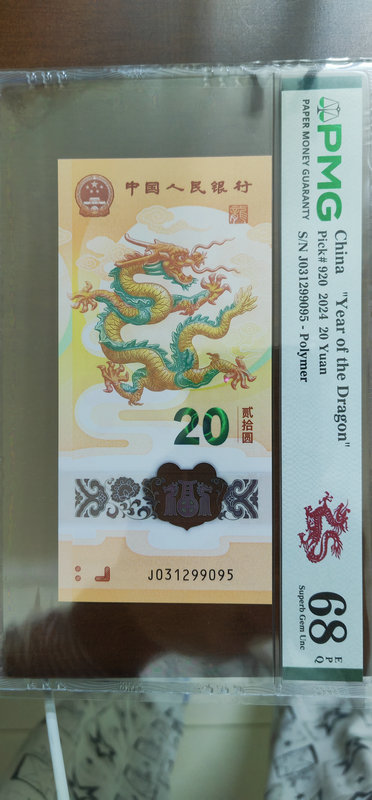 中国人民银行
龍
20
贰拾圆
J031299095
PMG
PAPER MONEY GUARANTY
China "Year of the Dragon"
Pick# 920 2024 20 Yuan
S/N J031299095 - Polymer
68
EPQ
Superb Gem Unc